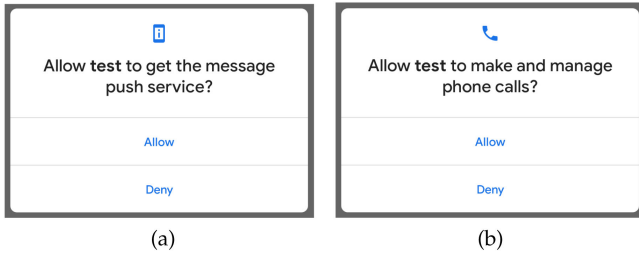 Allow test to get the message
push service?
Allow
Deny
(a)
Allow test to make and manage
phone calls?
Allow
Deny
(b)